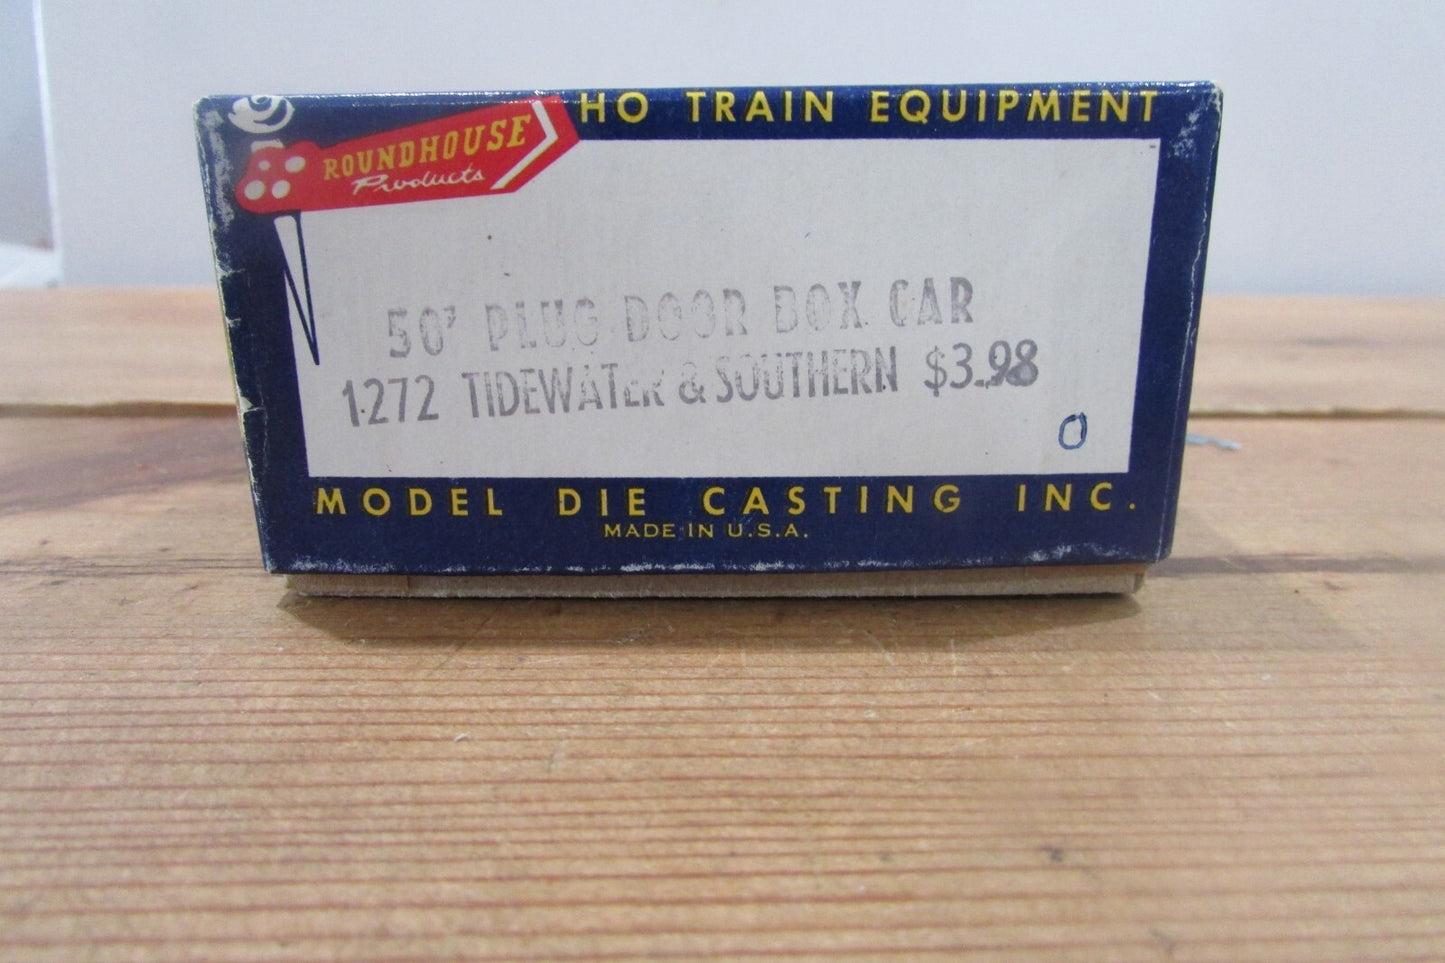 HO TRAIN EQUIPMENT
ROUNDHOUSE
Products
50' PLUG DOOR BOX CAR
1272 TIDEWATER & SOUTHERN $3.98
O
MODEL DIE CASTING INC.
MADE IN U.S.A.